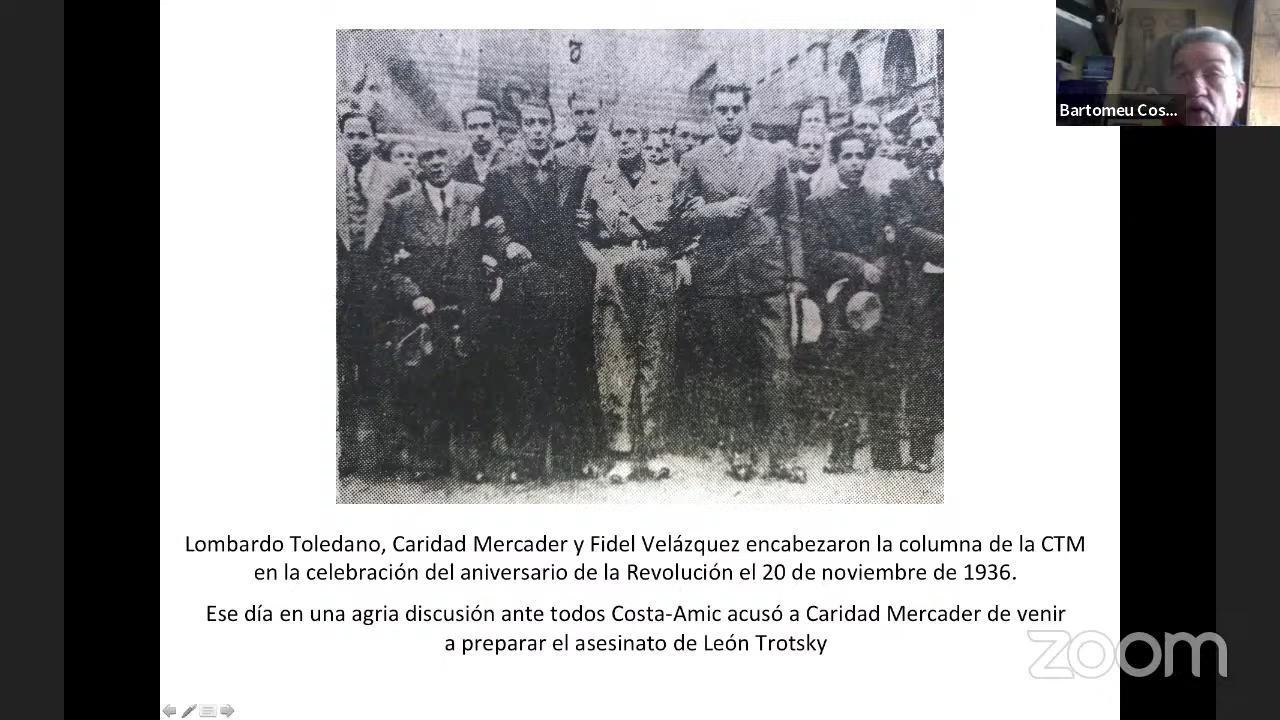 Bartomeu Cos...
Lombardo Toledano, Caridad Mercader y Fidel Velázquez encabezaron la columna de la CTM
en la celebración del aniversario de la Revolución el 20 de noviembre de 1936.
Ese día en una agria discusión ante todos Costa-Amic acusó a Caridad Mercader de venir
a preparar el asesinato de León Trotsky
zoom